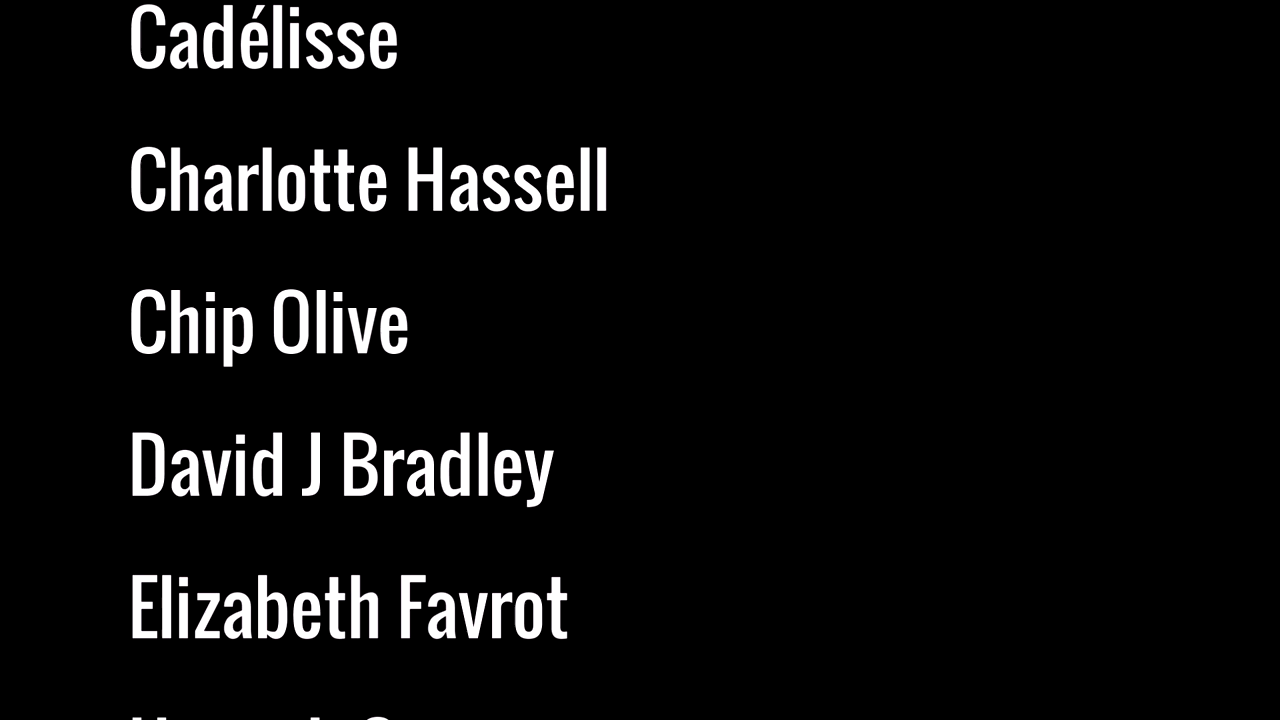 Cadélisse
Charlotte Hassell
Chip Olive
David J Bradley
Elizabeth Favrot